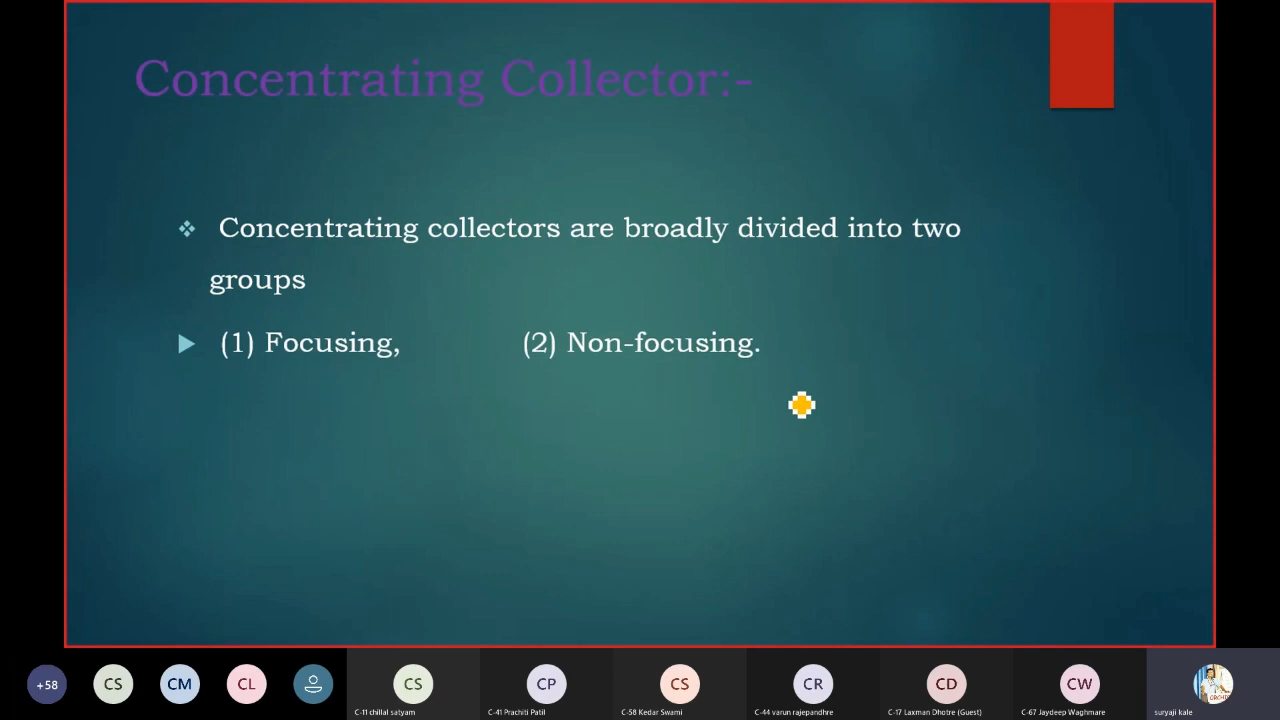 Concentrating Collector:-
Concentrating collectors are broadly divided into two
groups
(1) Focusing, (2) Non-focusing.
+58 CS CM CL CS CP CS CR CD CW
C-11 chillal satyam C-41 Prachiti Patil C-58 Kedar Swami C-44 varun rajepandhre C-17 Laxman Dhotre (Guest) C-67 Jaydeep Waghmare suryaji kale